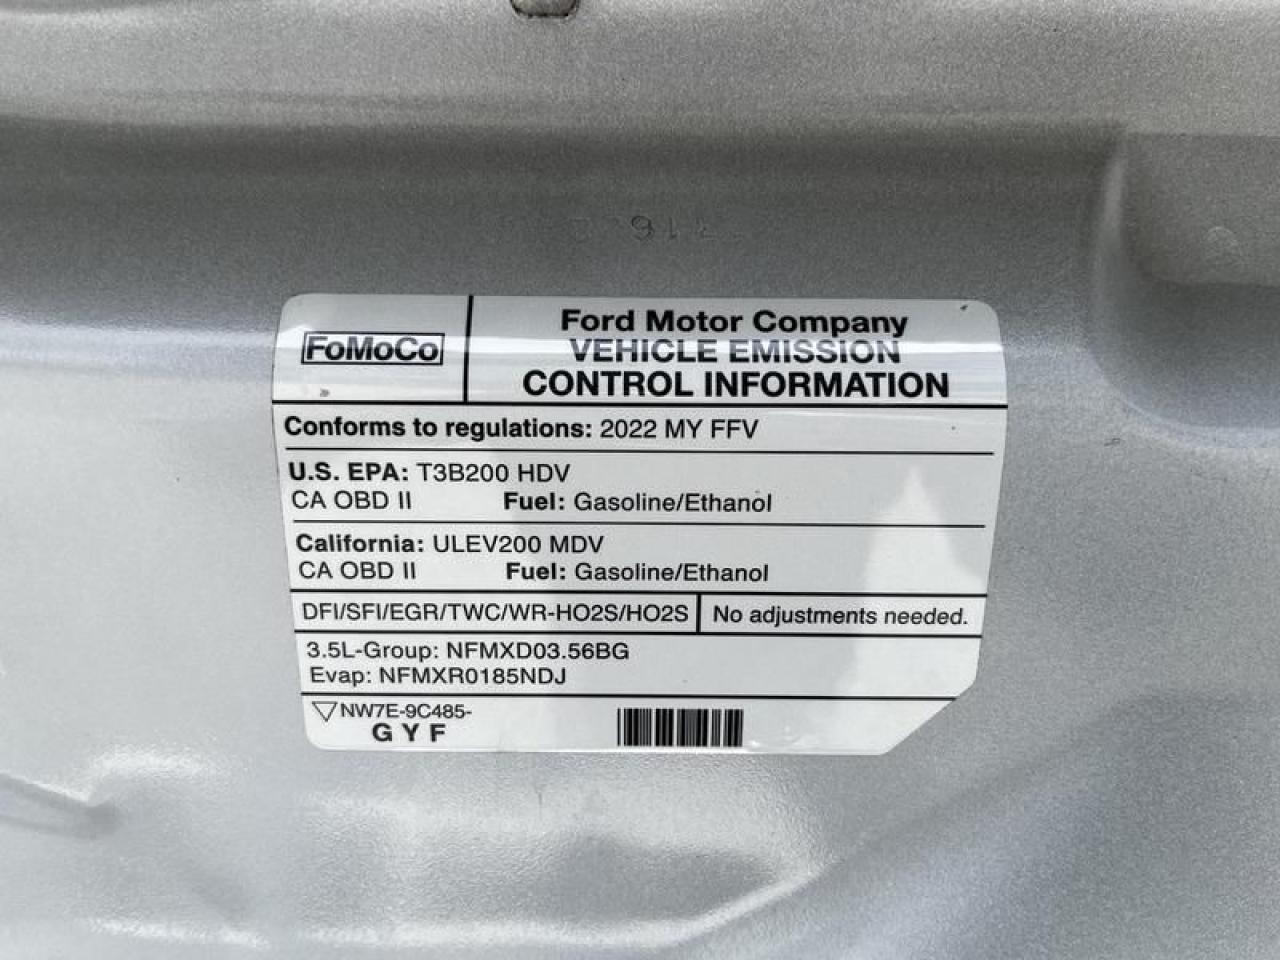 FoMoCo
Ford Motor Company
VEHICLE EMISSION
CONTROL INFORMATION
Conforms to regulations: 2022 MY FFV
U.S. EPA: T3B200 HDV
CA OBD II Fuel: Gasoline/Ethanol
California: ULEV200 MDV
CA OBD II Fuel: Gasoline/Ethanol
DFI/SFI/EGR/TWC/WR-HO2S/HO2S No adjustments needed.
3.5L-Group: NFMXD03.56BG
Evap: NFMXR0185NDJ
NW7E-9C485-
G Y F